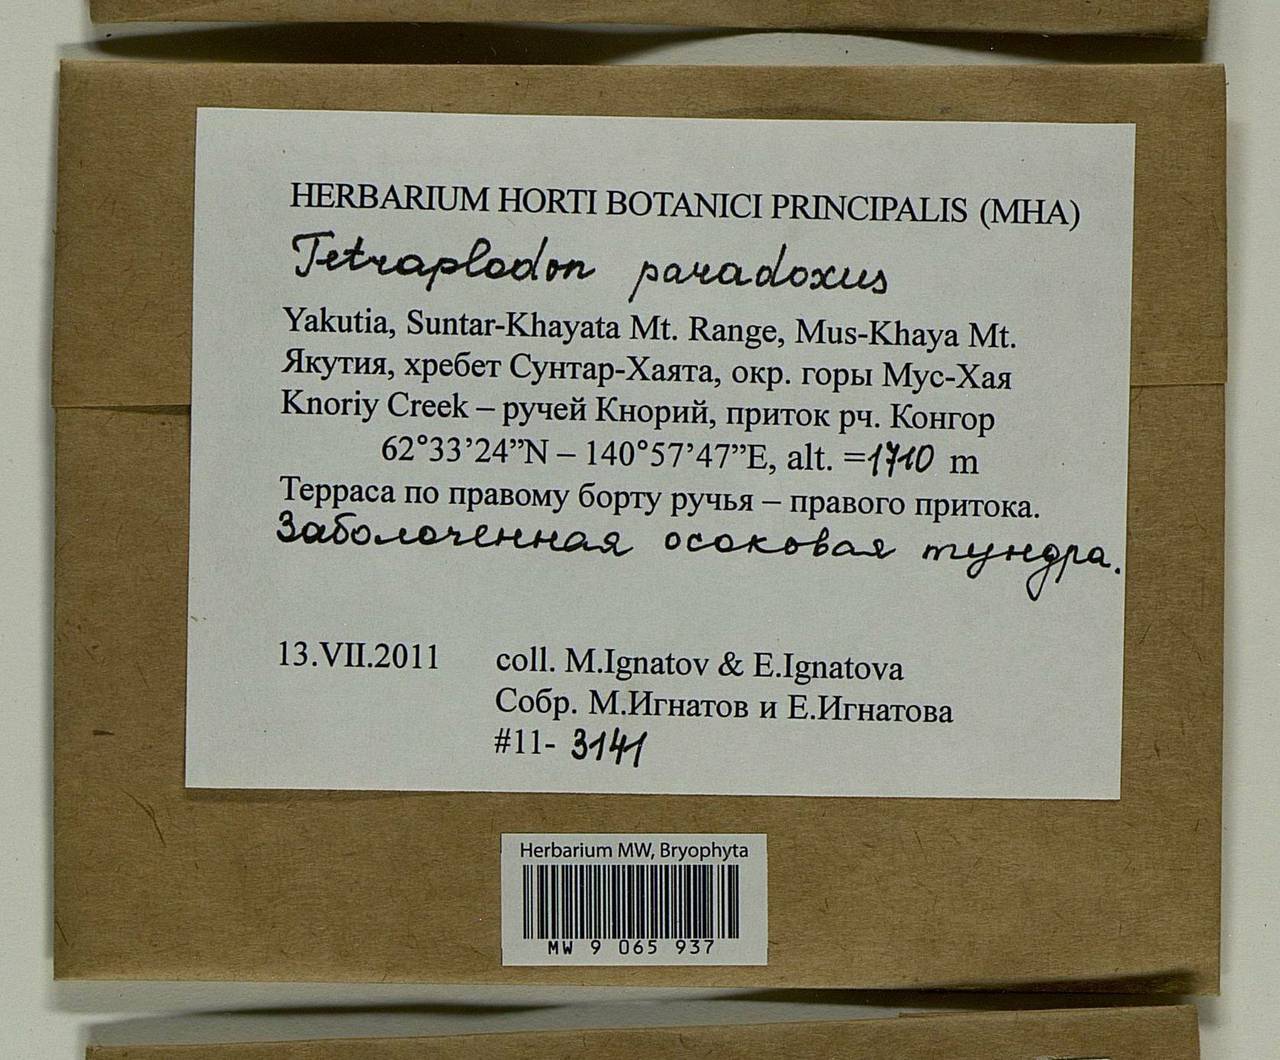 HERBARIUM HORTI BOTANICI PRINCIPALIS (MHA)
Tetraplodon paradoxus
Yakutia, Suntar-Khayata Mt. Range, Mus-Khaya Mt.
Якутия, хребет Сунтар-Хаята, окр. горы Мус-Хая
Knoriy Creek – ручей Кнорий, приток рч. Конгор
62°33’24”N – 140°57’47”E, alt. =1710 m
Терраса по правому борту ручья – правого притока.
Заболоченная осоковая тундра.
13.VII.2011 coll. M.Ignatov & E.Ignatova
Собр. М.Игнатов и Е.Игнатова
#11- 3141
Herbarium MW, Bryophyta
MW 9 065 937